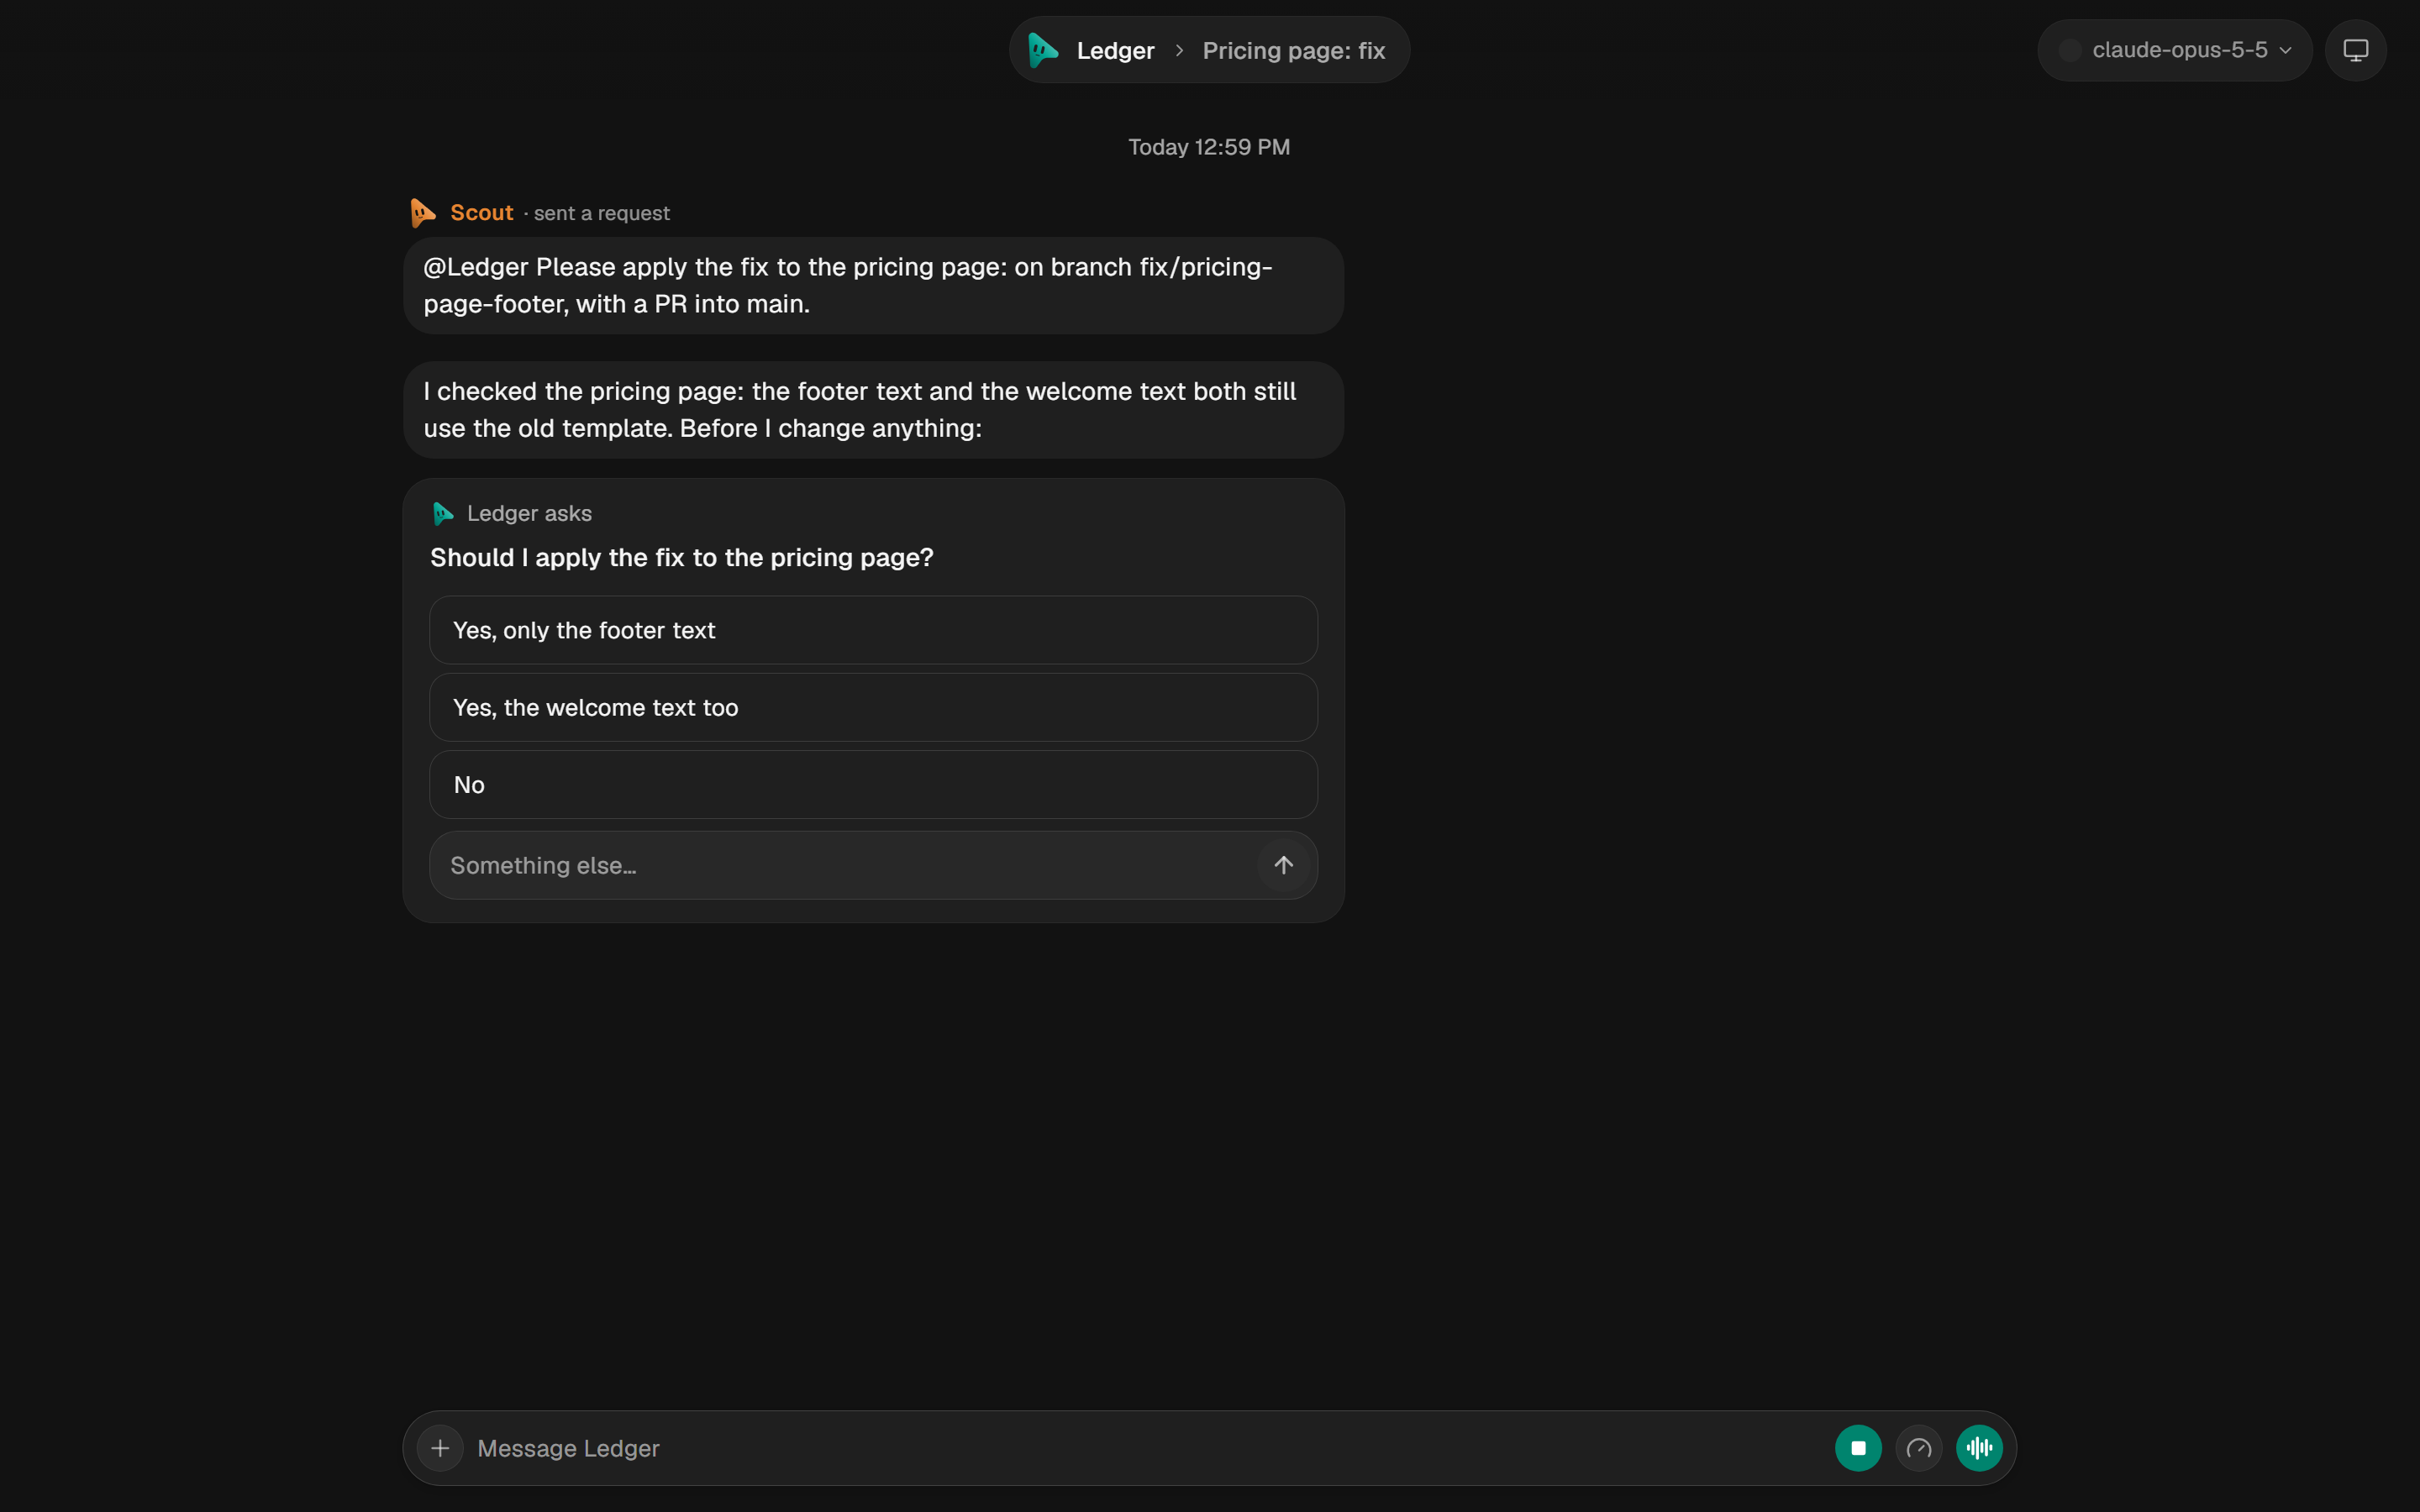 Ledger > Pricing page: fix
claude-opus-5-5
Today 12:59 PM
Scout · sent a request
@Ledger Please apply the fix to the pricing page: on branch fix/pricing-
page-footer, with a PR into main.
I checked the pricing page: the footer text and the welcome text both still
use the old template. Before I change anything:
Ledger asks
Should I apply the fix to the pricing page?
Yes, only the footer text
Yes, the welcome text too
No
Something else…
Message Ledger